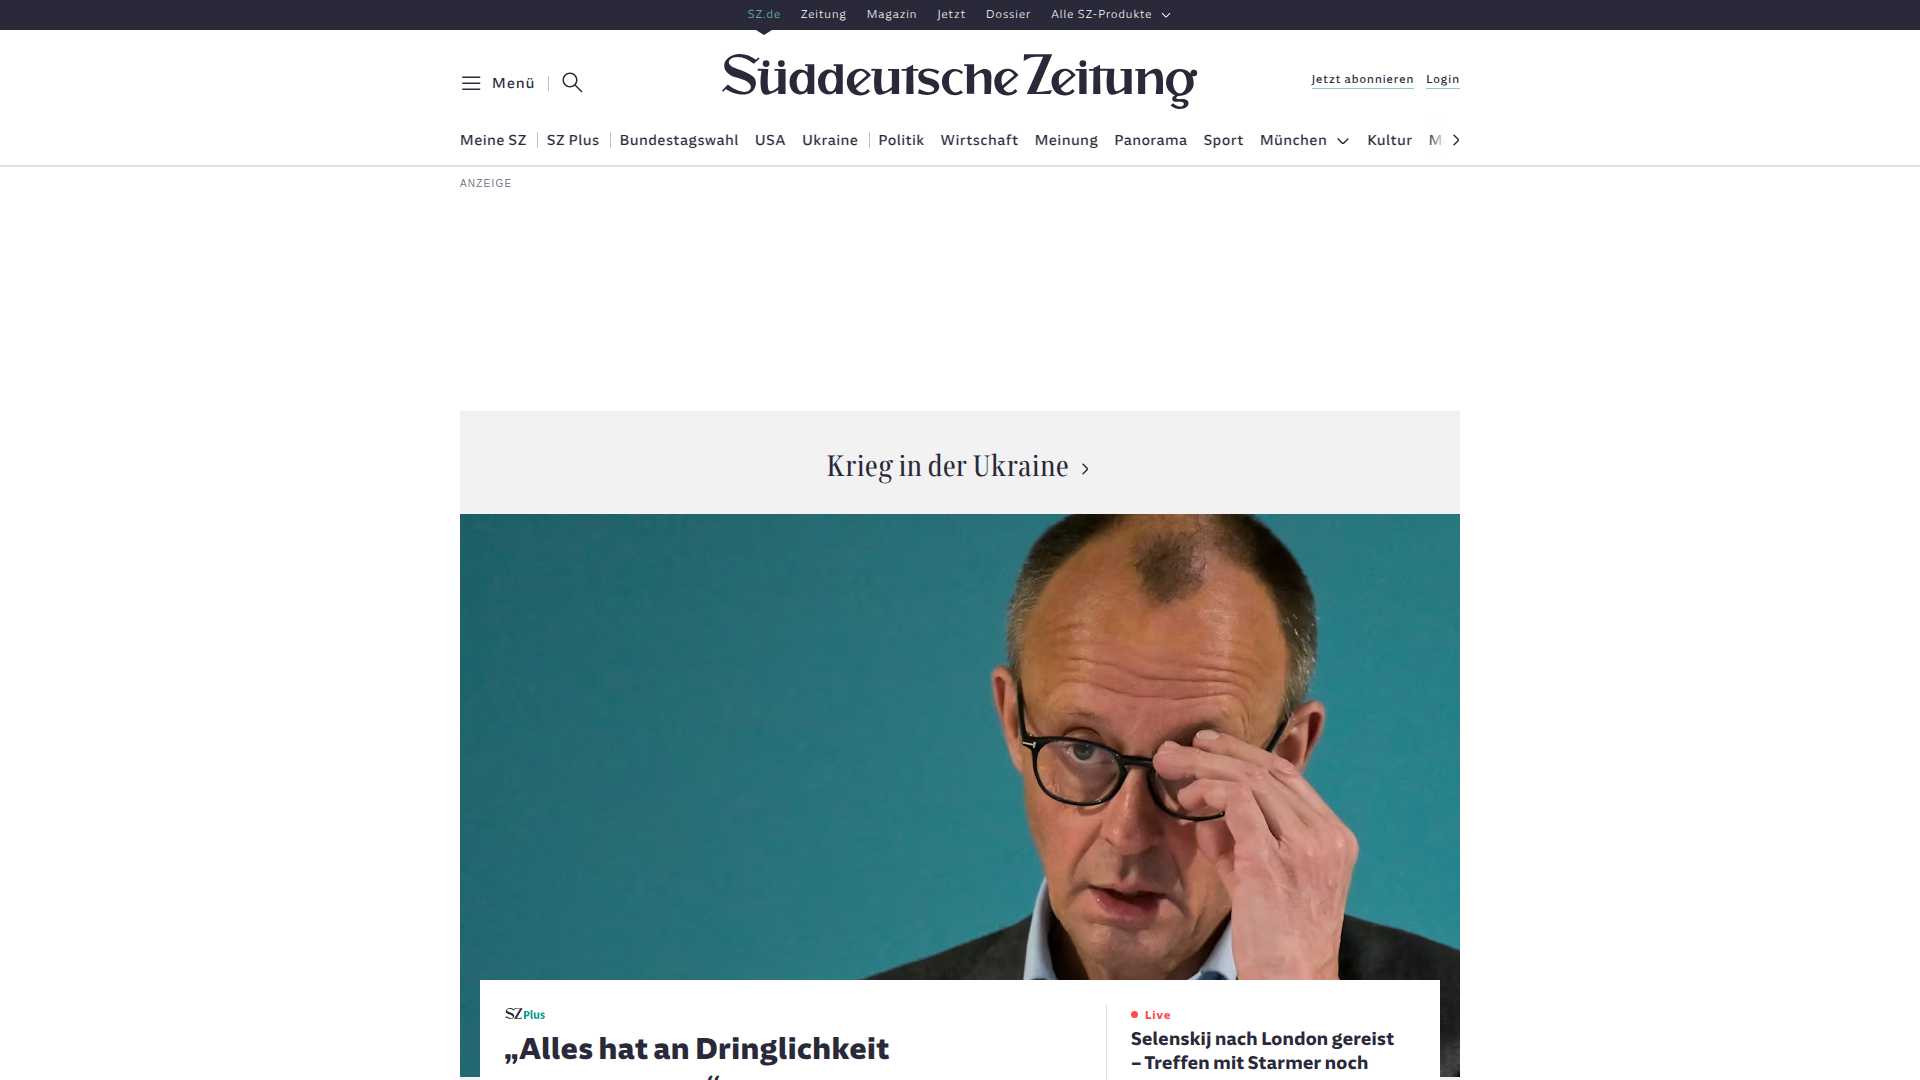 SZ.de Zeitung Magazin Jetzt Dossier Alle SZ-Produkte
Menü
Süddeutsche Zeitung
Jetzt abonnieren Login
Meine SZ SZ Plus Bundestagswahl USA Ukraine Politik Wirtschaft Meinung Panorama Sport München Kultur M
ANZEIGE
Krieg in der Ukraine
SZ Plus
„Alles hat an Dringlichkeit
Live
Selenskij nach London gereist
– Treffen mit Starmer noch